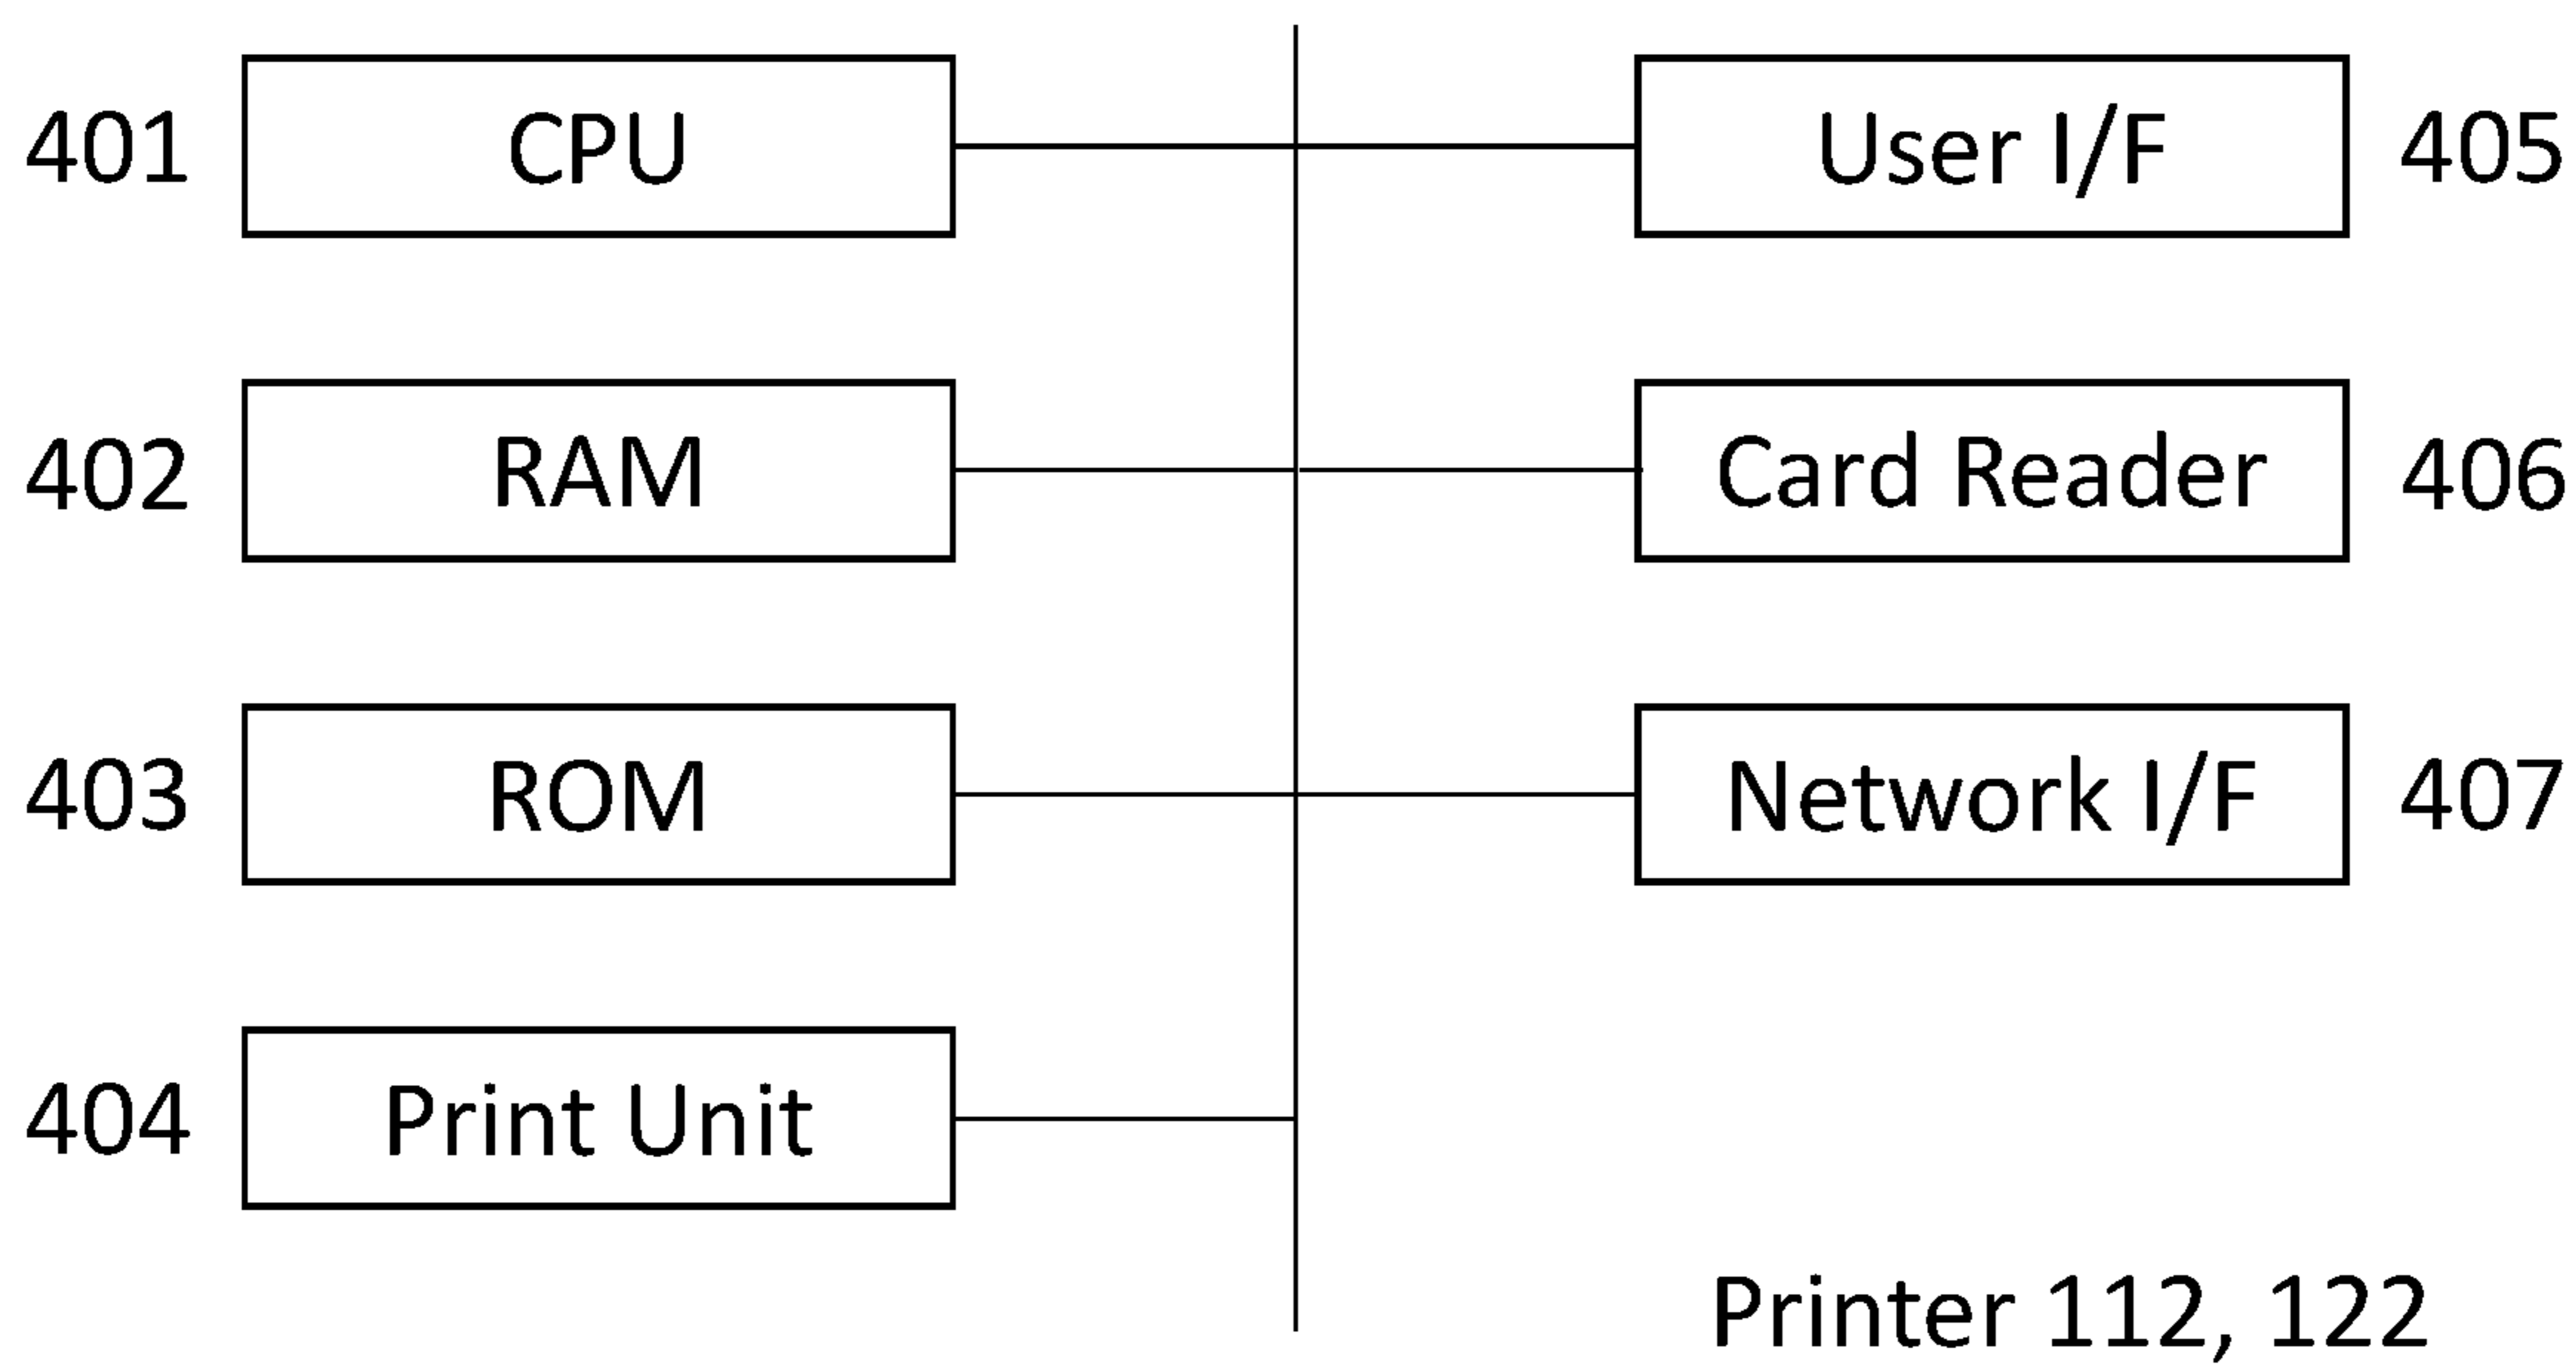 401 CPU User I/F 405
402 RAM Card Reader 406
403 ROM Network I/F 407
404 Print Unit
Printer 112, 122